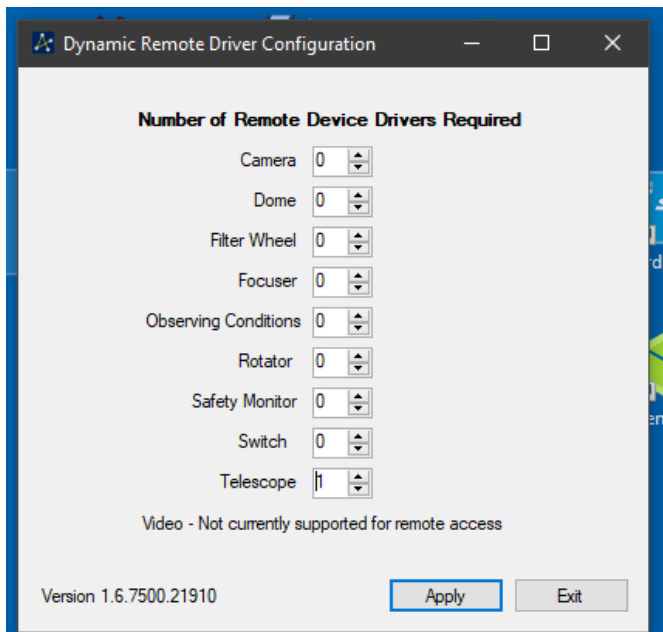 Dynamic Remote Driver Configuration
Number of Remote Device Drivers Required
Camera 0
Dome 0
Filter Wheel 0
Focuser 0
Observing Conditions 0
Rotator 0
Safety Monitor 0
Switch 0
Telescope 1
Video - Not currently supported for remote access
Version 1.6.7500.21910 Apply Exit